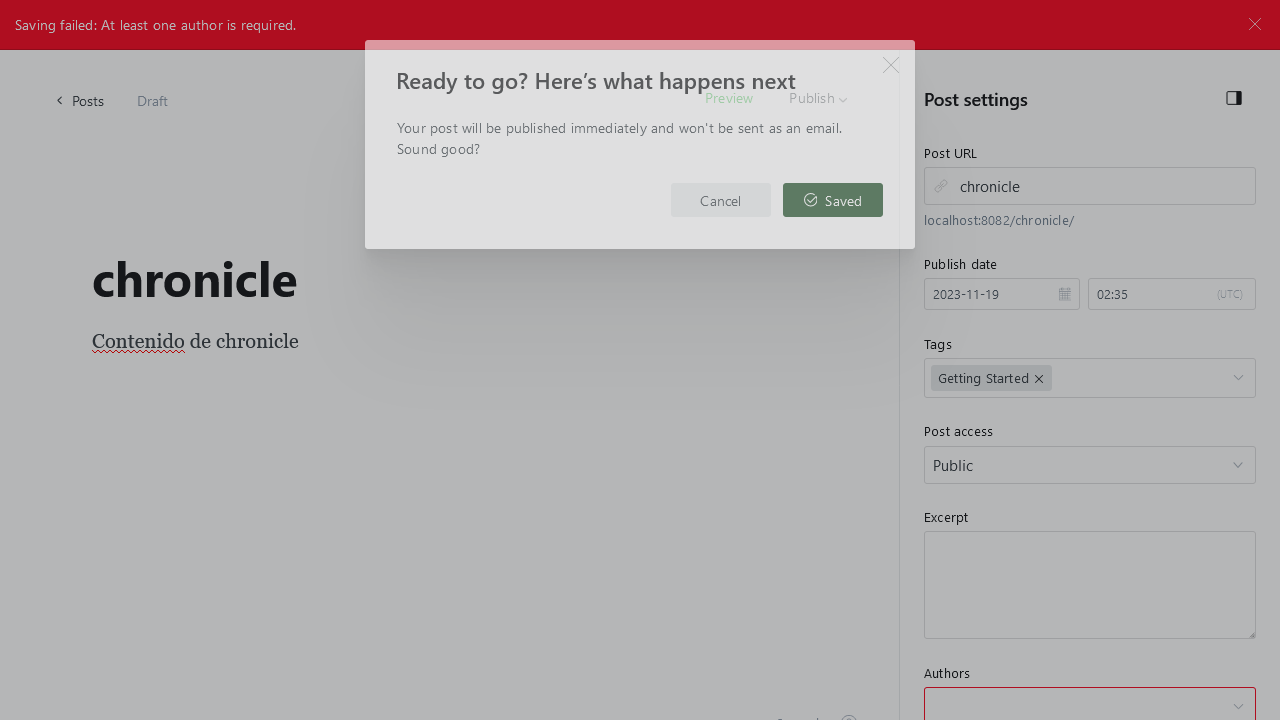 Saving failed: At least one author is required.
Ready to go? Here's what happens next
Your post will be published immediately and won't be sent as an email.
Sound good?
Cancel
Saved
Posts
Draft
Preview
Publish
chronicle
Contenido de chronicle
Post settings
Post URL
chronicle
localhost:8082/chronicle/
Publish date
2023-11-19
02:35
(UTC)
Tags
Getting Started
Post access
Public
Excerpt
Authors